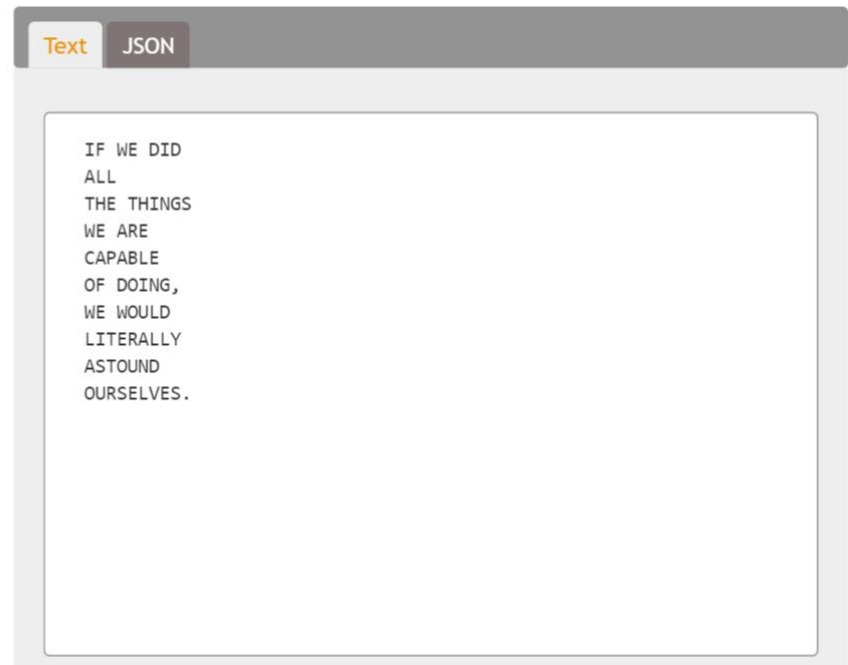 Text JSON
IF WE DID
ALL
THE THINGS
WE ARE
CAPABLE
OF DOING,
WE WOULD
LITERALLY
ASTOUND
OURSELVES.